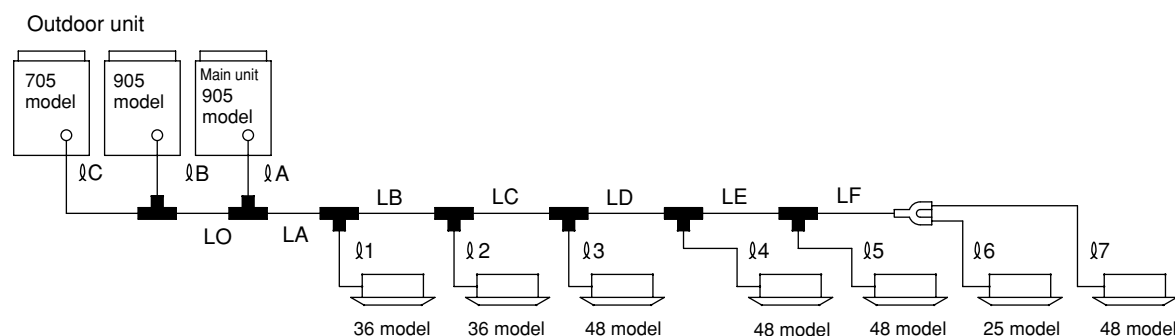 Outdoor unit
705
model
905
model
Main unit
905
model
ℓC
ℓB
ℓA
LO
LA
LB
LC
LD
LE
LF
ℓ1
ℓ2
ℓ3
ℓ4
ℓ5
ℓ6
ℓ7
36 model
36 model
48 model
48 model
48 model
25 model
48 model